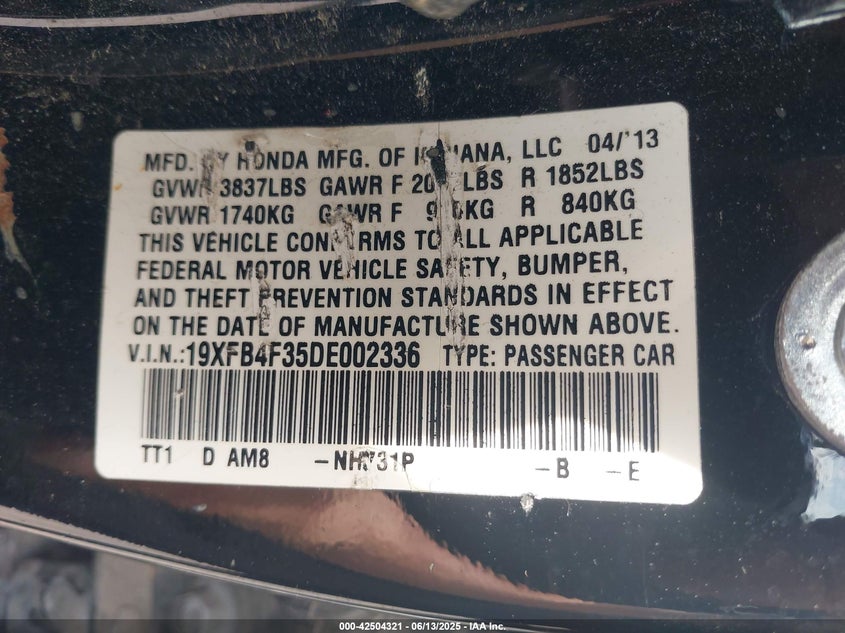 MFD. BY HONDA MFG. OF INDIANA, LLC 04/'13
GVWR 3837LBS GAWR F LBS R 1852LBS
GVWR 1740KG GAWR F KG R 840KG
THIS VEHICLE CONFORMS TO ALL APPLICABLE
FEDERAL MOTOR VEHICLE SAFETY, BUMPER,
AND THEFT PREVENTION STANDARDS IN EFFECT
ON THE DATE OF MANUFACTURE SHOWN ABOVE.
V.I.N.:19XFB4F35DE002336 TYPE: PASSENGER CAR
TT1 D AM8 -NH731P -B -E
000-42504321 - 06/13/2025 - IAA Inc.